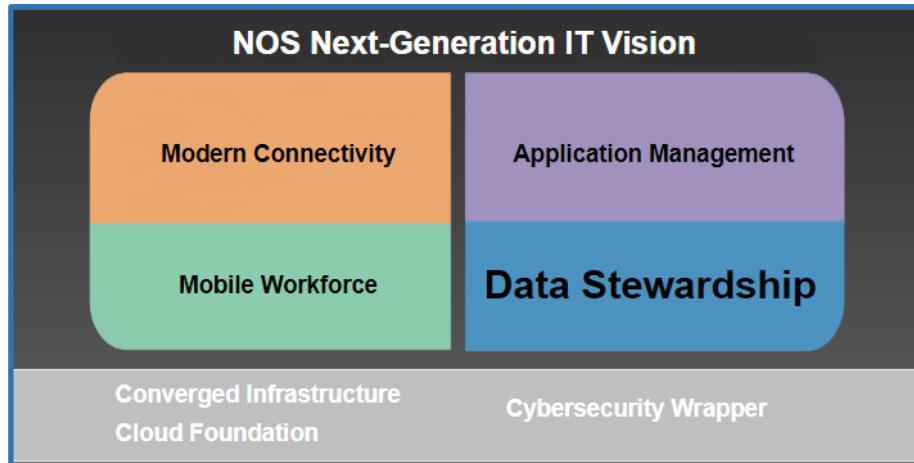 NOS Next-Generation IT Vision
Modern Connectivity
Application Management
Mobile Workforce
Data Stewardship
Converged Infrastructure
Cloud Foundation
Cybersecurity Wrapper